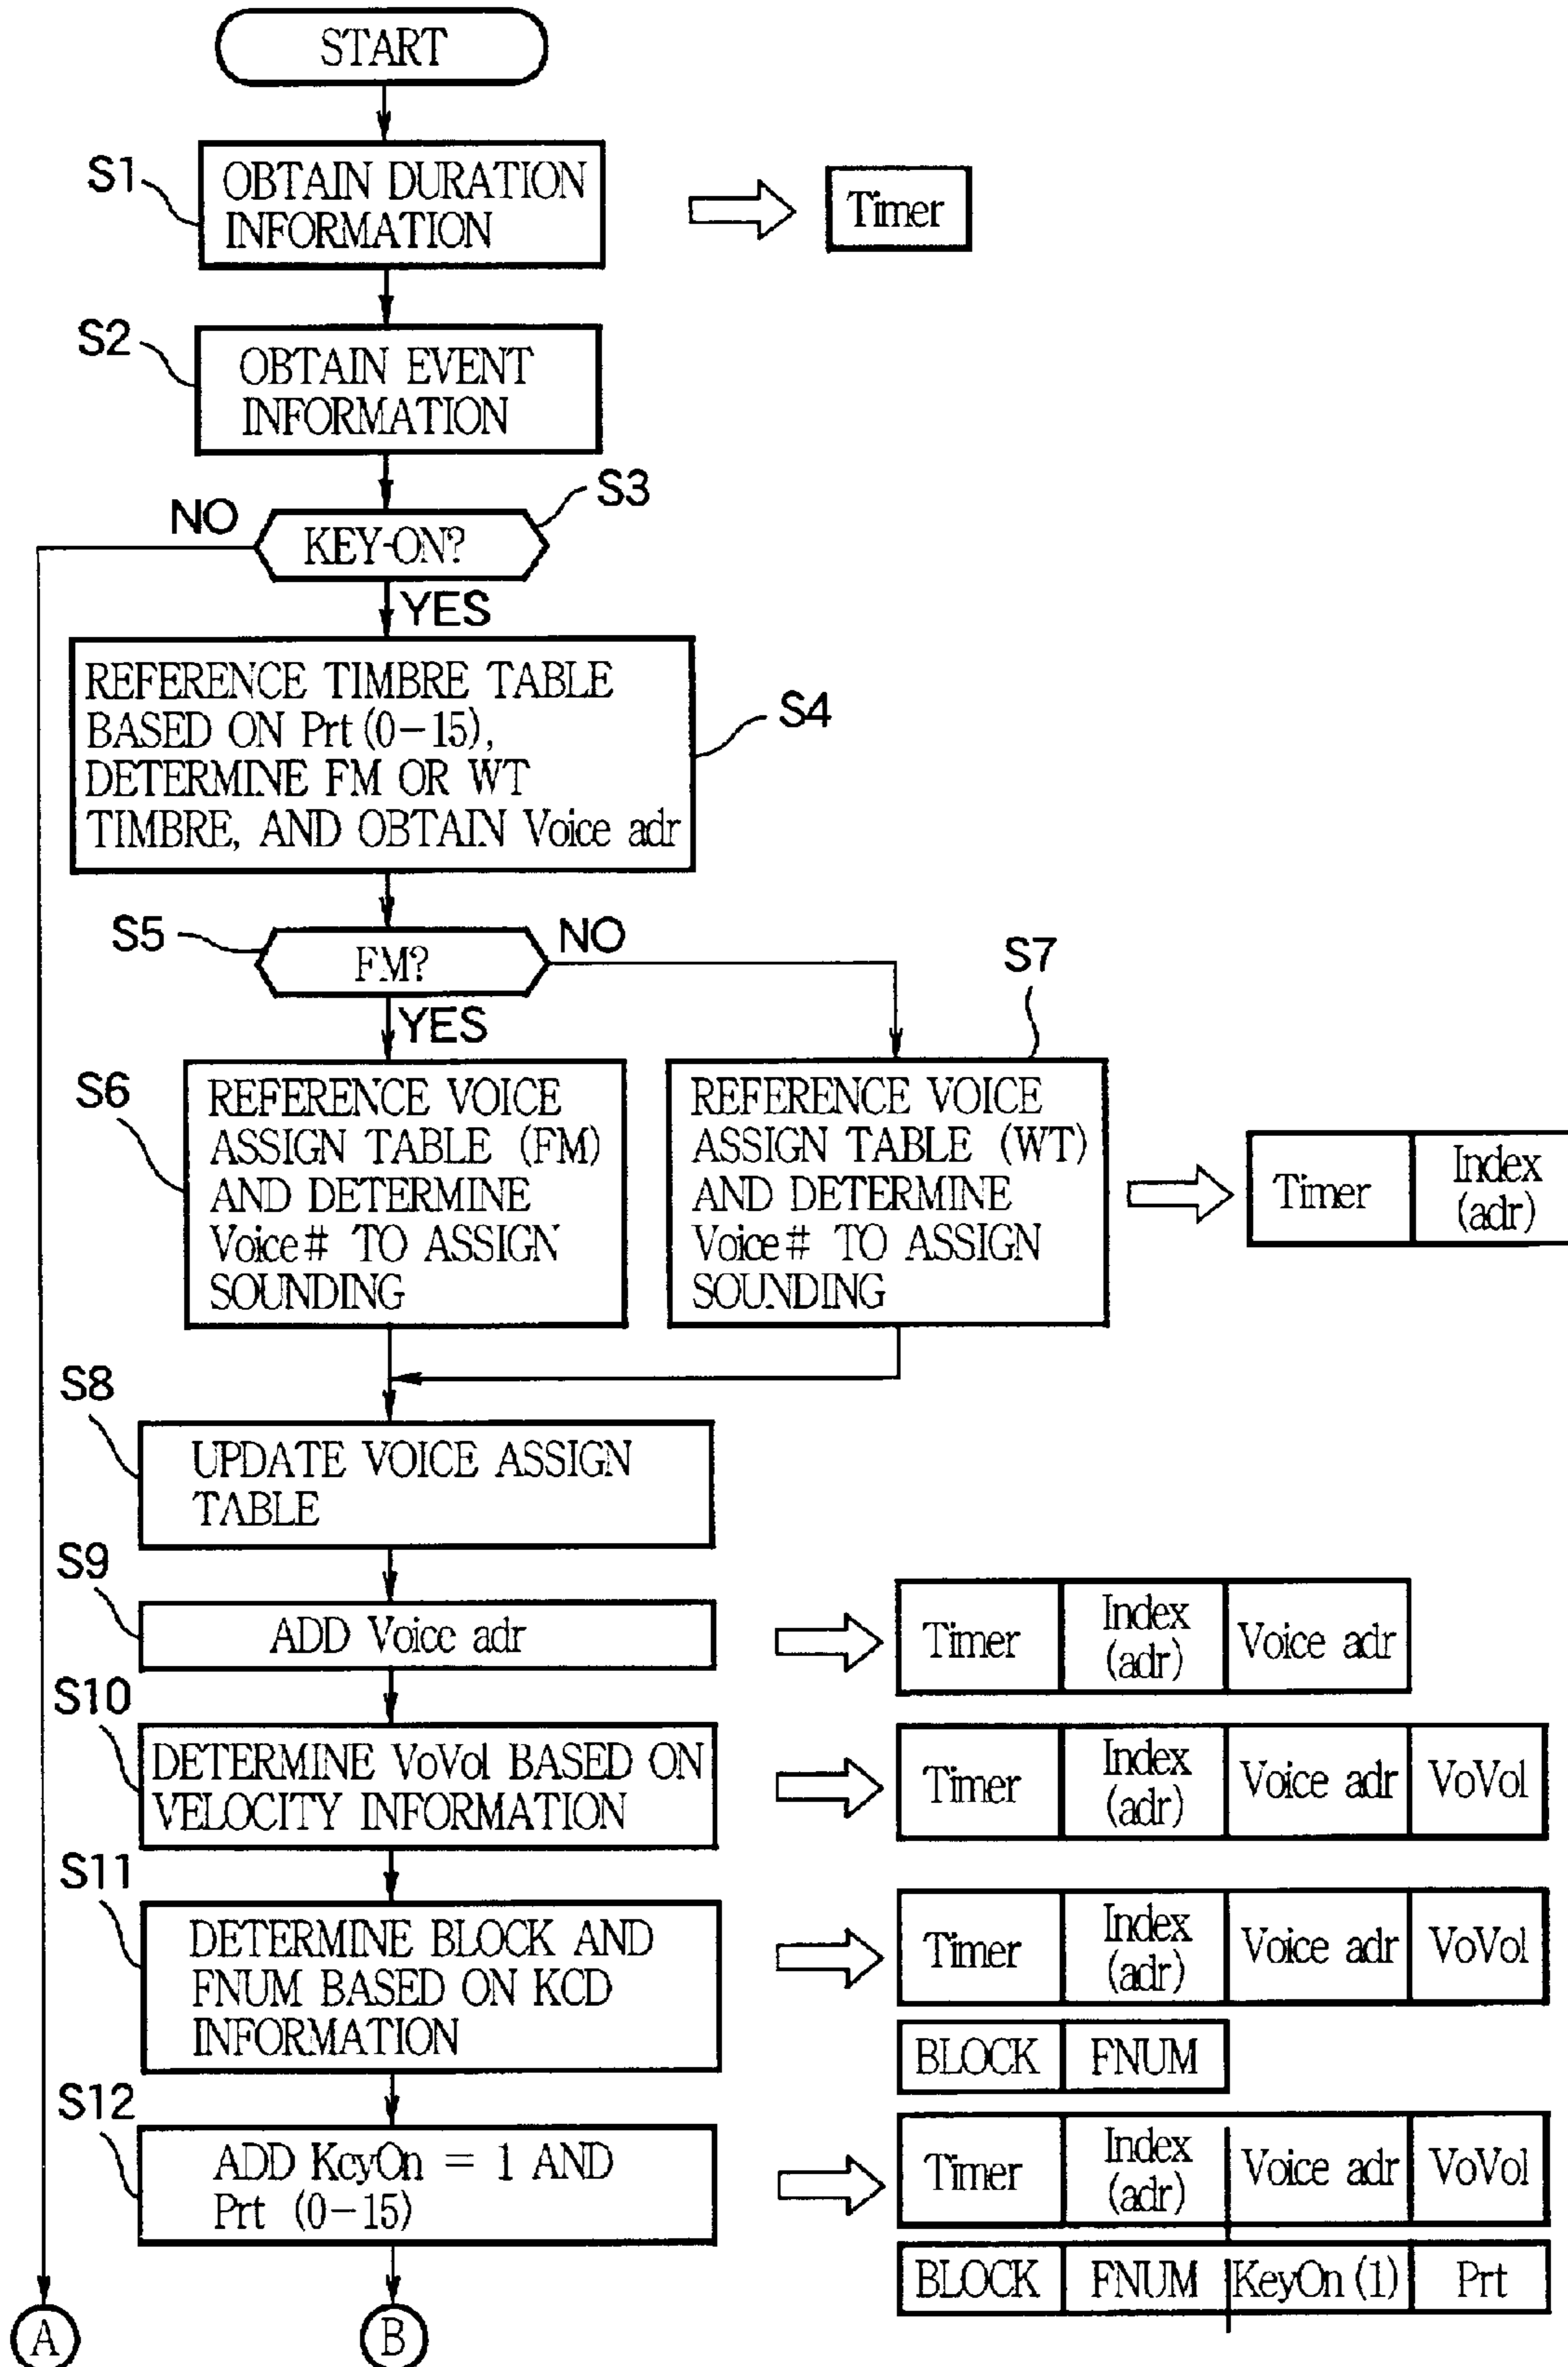 START
S1
OBTAIN DURATION
INFORMATION
Timer
S2
OBTAIN EVENT
INFORMATION
S3
NO
KEY-ON?
YES
REFERENCE TIMBRE TABLE
BASED ON Prt (0-15),
DETERMINE FM OR WT
TIMBRE, AND OBTAIN Voice adr
S4
S5
FM?
NO
YES
S7
S6
REFERENCE VOICE
ASSIGN TABLE (FM)
AND DETERMINE
Voice# TO ASSIGN
SOUNDING
REFERENCE VOICE
ASSIGN TABLE (WT)
AND DETERMINE
Voice# TO ASSIGN
SOUNDING
Timer
Index
(adr)
S8
UPDATE VOICE ASSIGN
TABLE
S9
ADD Voice adr
Timer
Index
(adr)
Voice adr
S10
DETERMINE VoVol BASED ON
VELOCITY INFORMATION
Timer
Index
(adr)
Voice adr
VoVol
S11
DETERMINE BLOCK AND
FNUM BASED ON KCD
INFORMATION
Timer
Index
(adr)
Voice adr
VoVol
BLOCK
FNUM
S12
ADD KeyOn = 1 AND
Prt (0-15)
Timer
Index
(adr)
Voice adr
VoVol
BLOCK
FNUM
KeyOn (1)
Prt
A
B